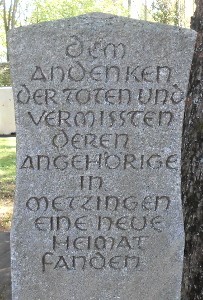 DEM
ANDENKEN
DER TOTEN UND
VERMISSTEN
DEREN
ANGEHÖRIGE
IN
METZINGEN
EINE NEUE
HEIMAT
FANDEN